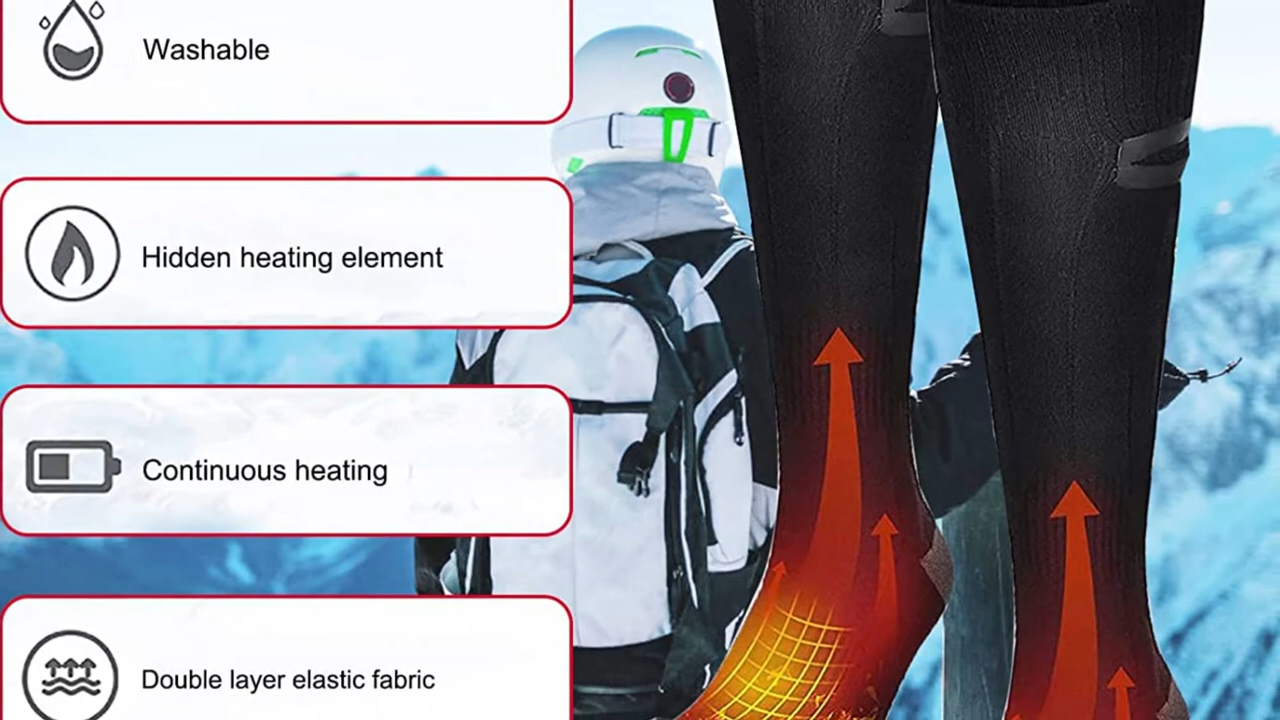 Washable
Hidden heating element
Continuous heating
Double layer elastic fabric